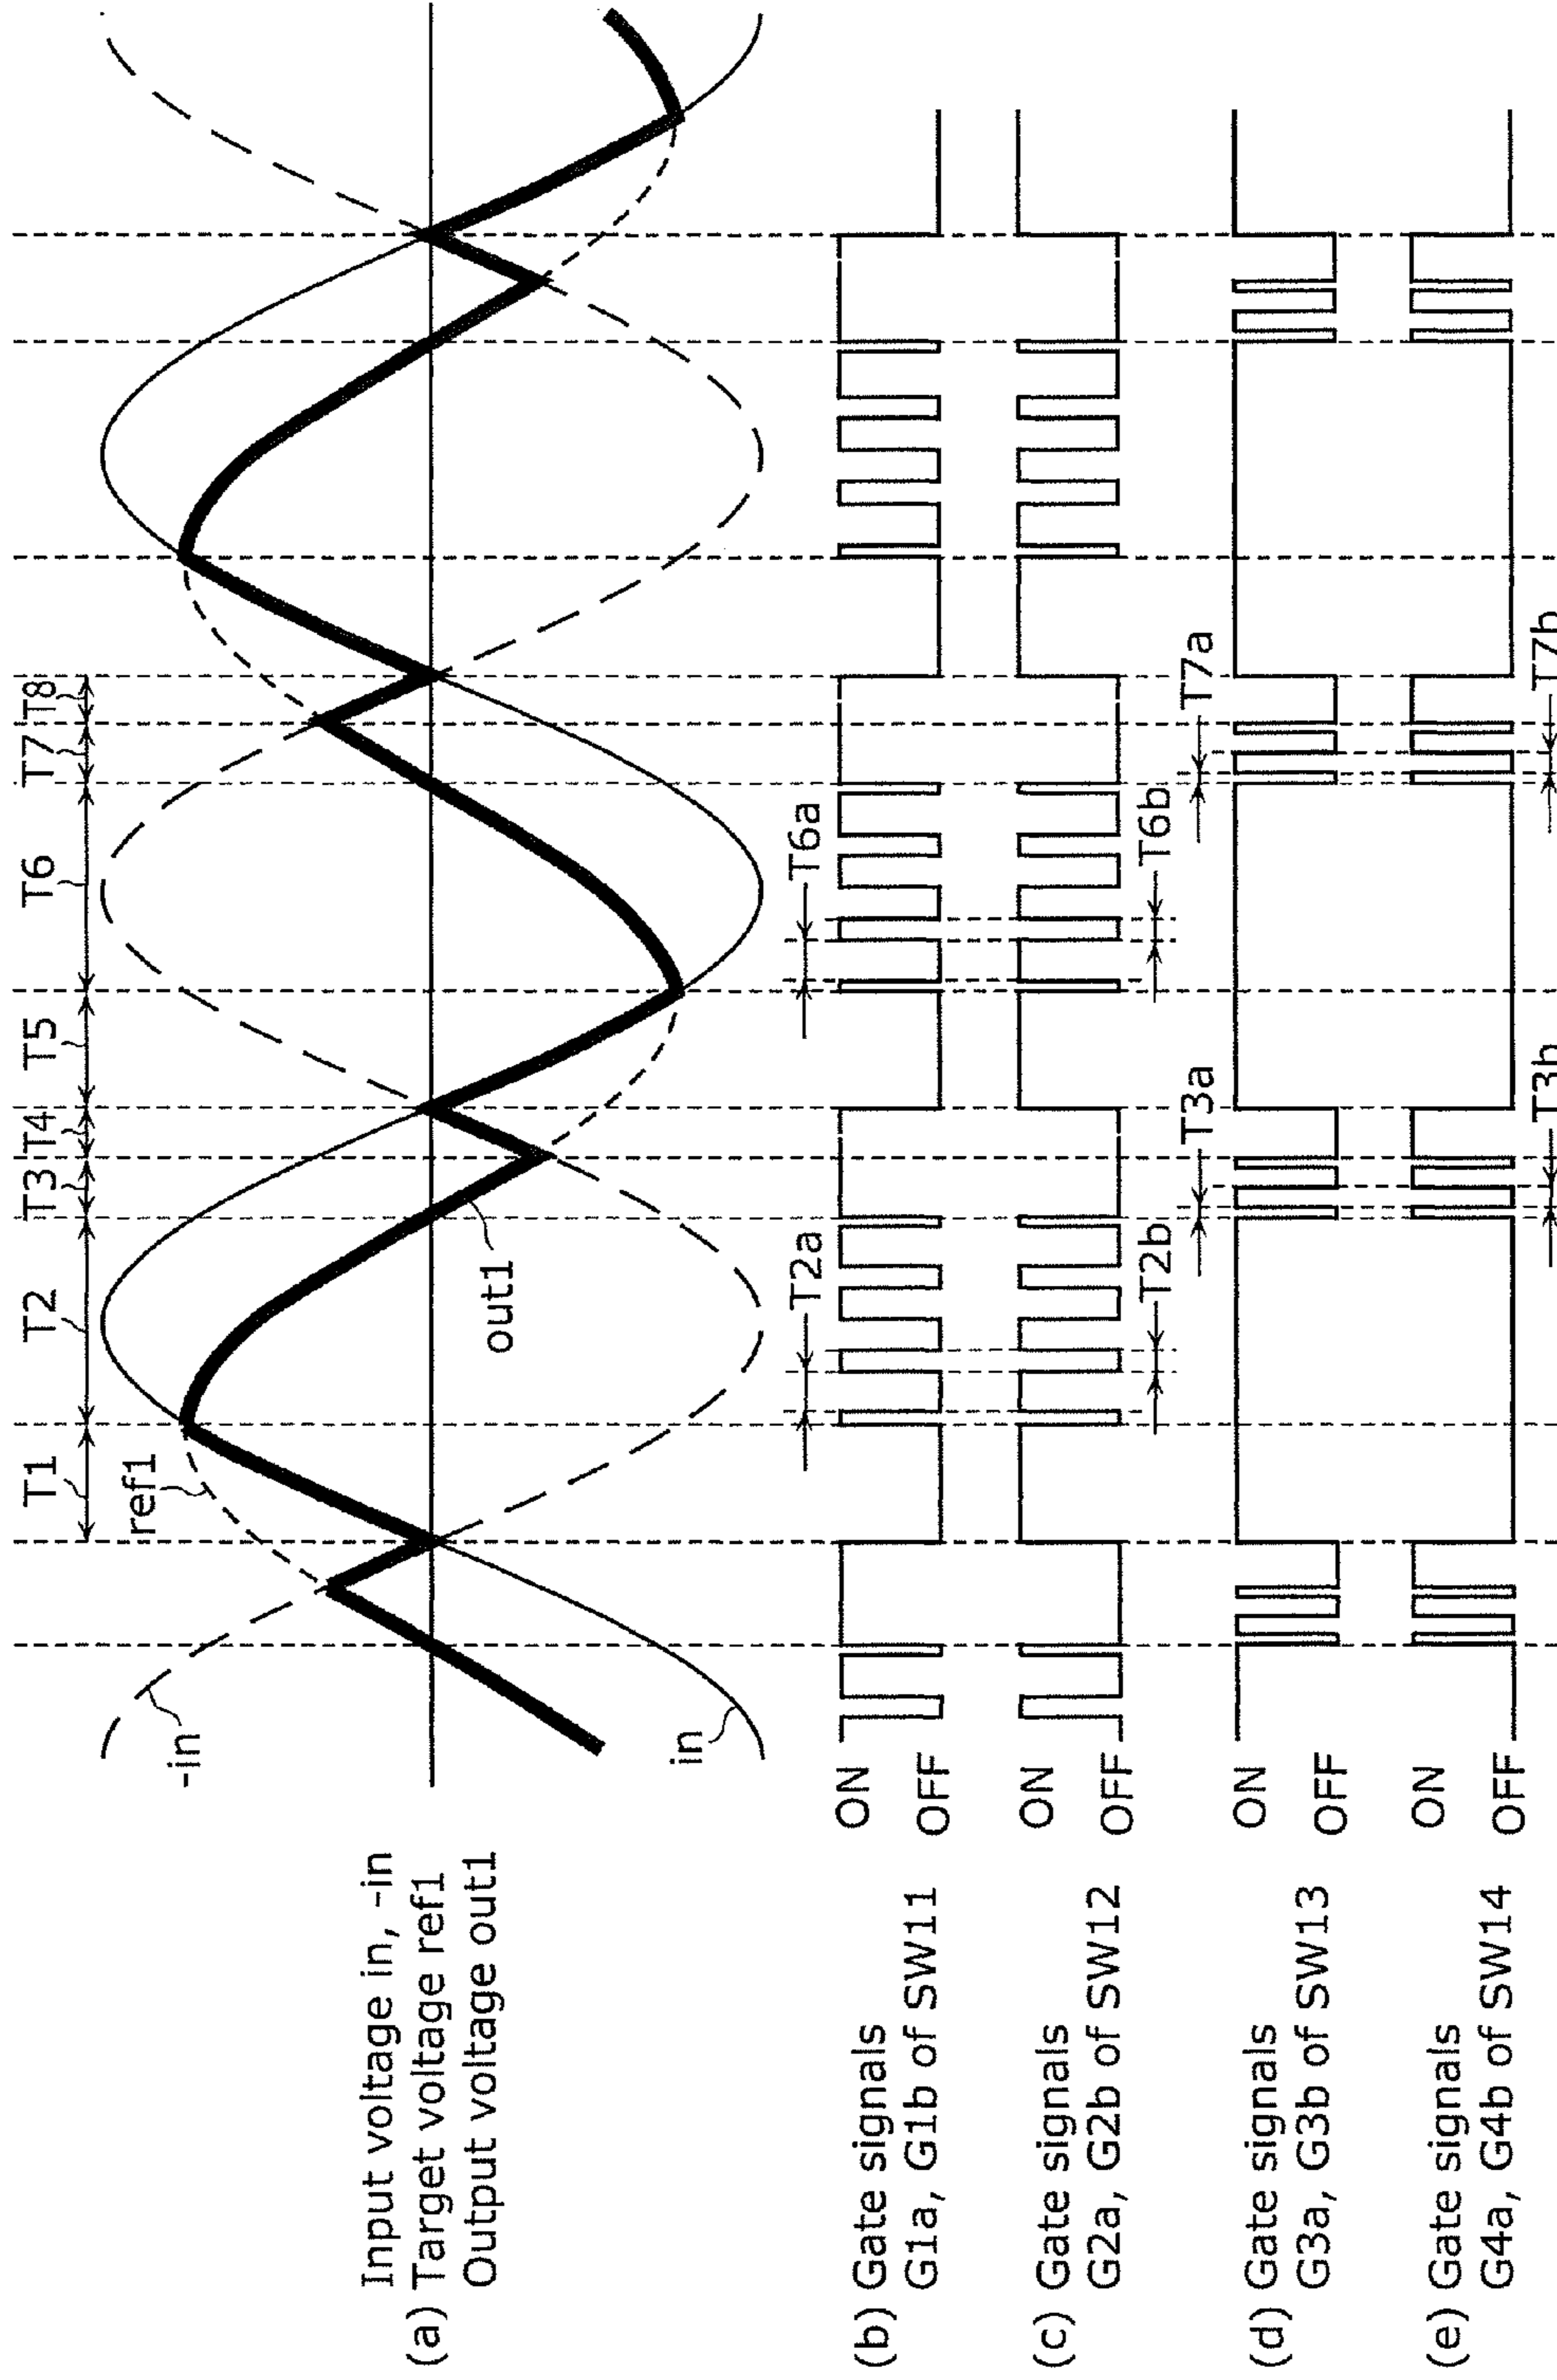 T1
T2
T3
T4
T5
T6
T7
T8
ref1
-in
in
out1
Input voltage in, -in
(a) Target voltage ref1
Output voltage out1
T2a
T6a
ON
OFF
(b) Gate signals
G1a, G1b of SW11
ON
OFF
(c) Gate signals
G2a, G2b of SW12
T2b
T6b
T3a
T7a
ON
OFF
(d) Gate signals
G3a, G3b of SW13
ON
OFF
(e) Gate signals
G4a, G4b of SW14
T3b
T7b